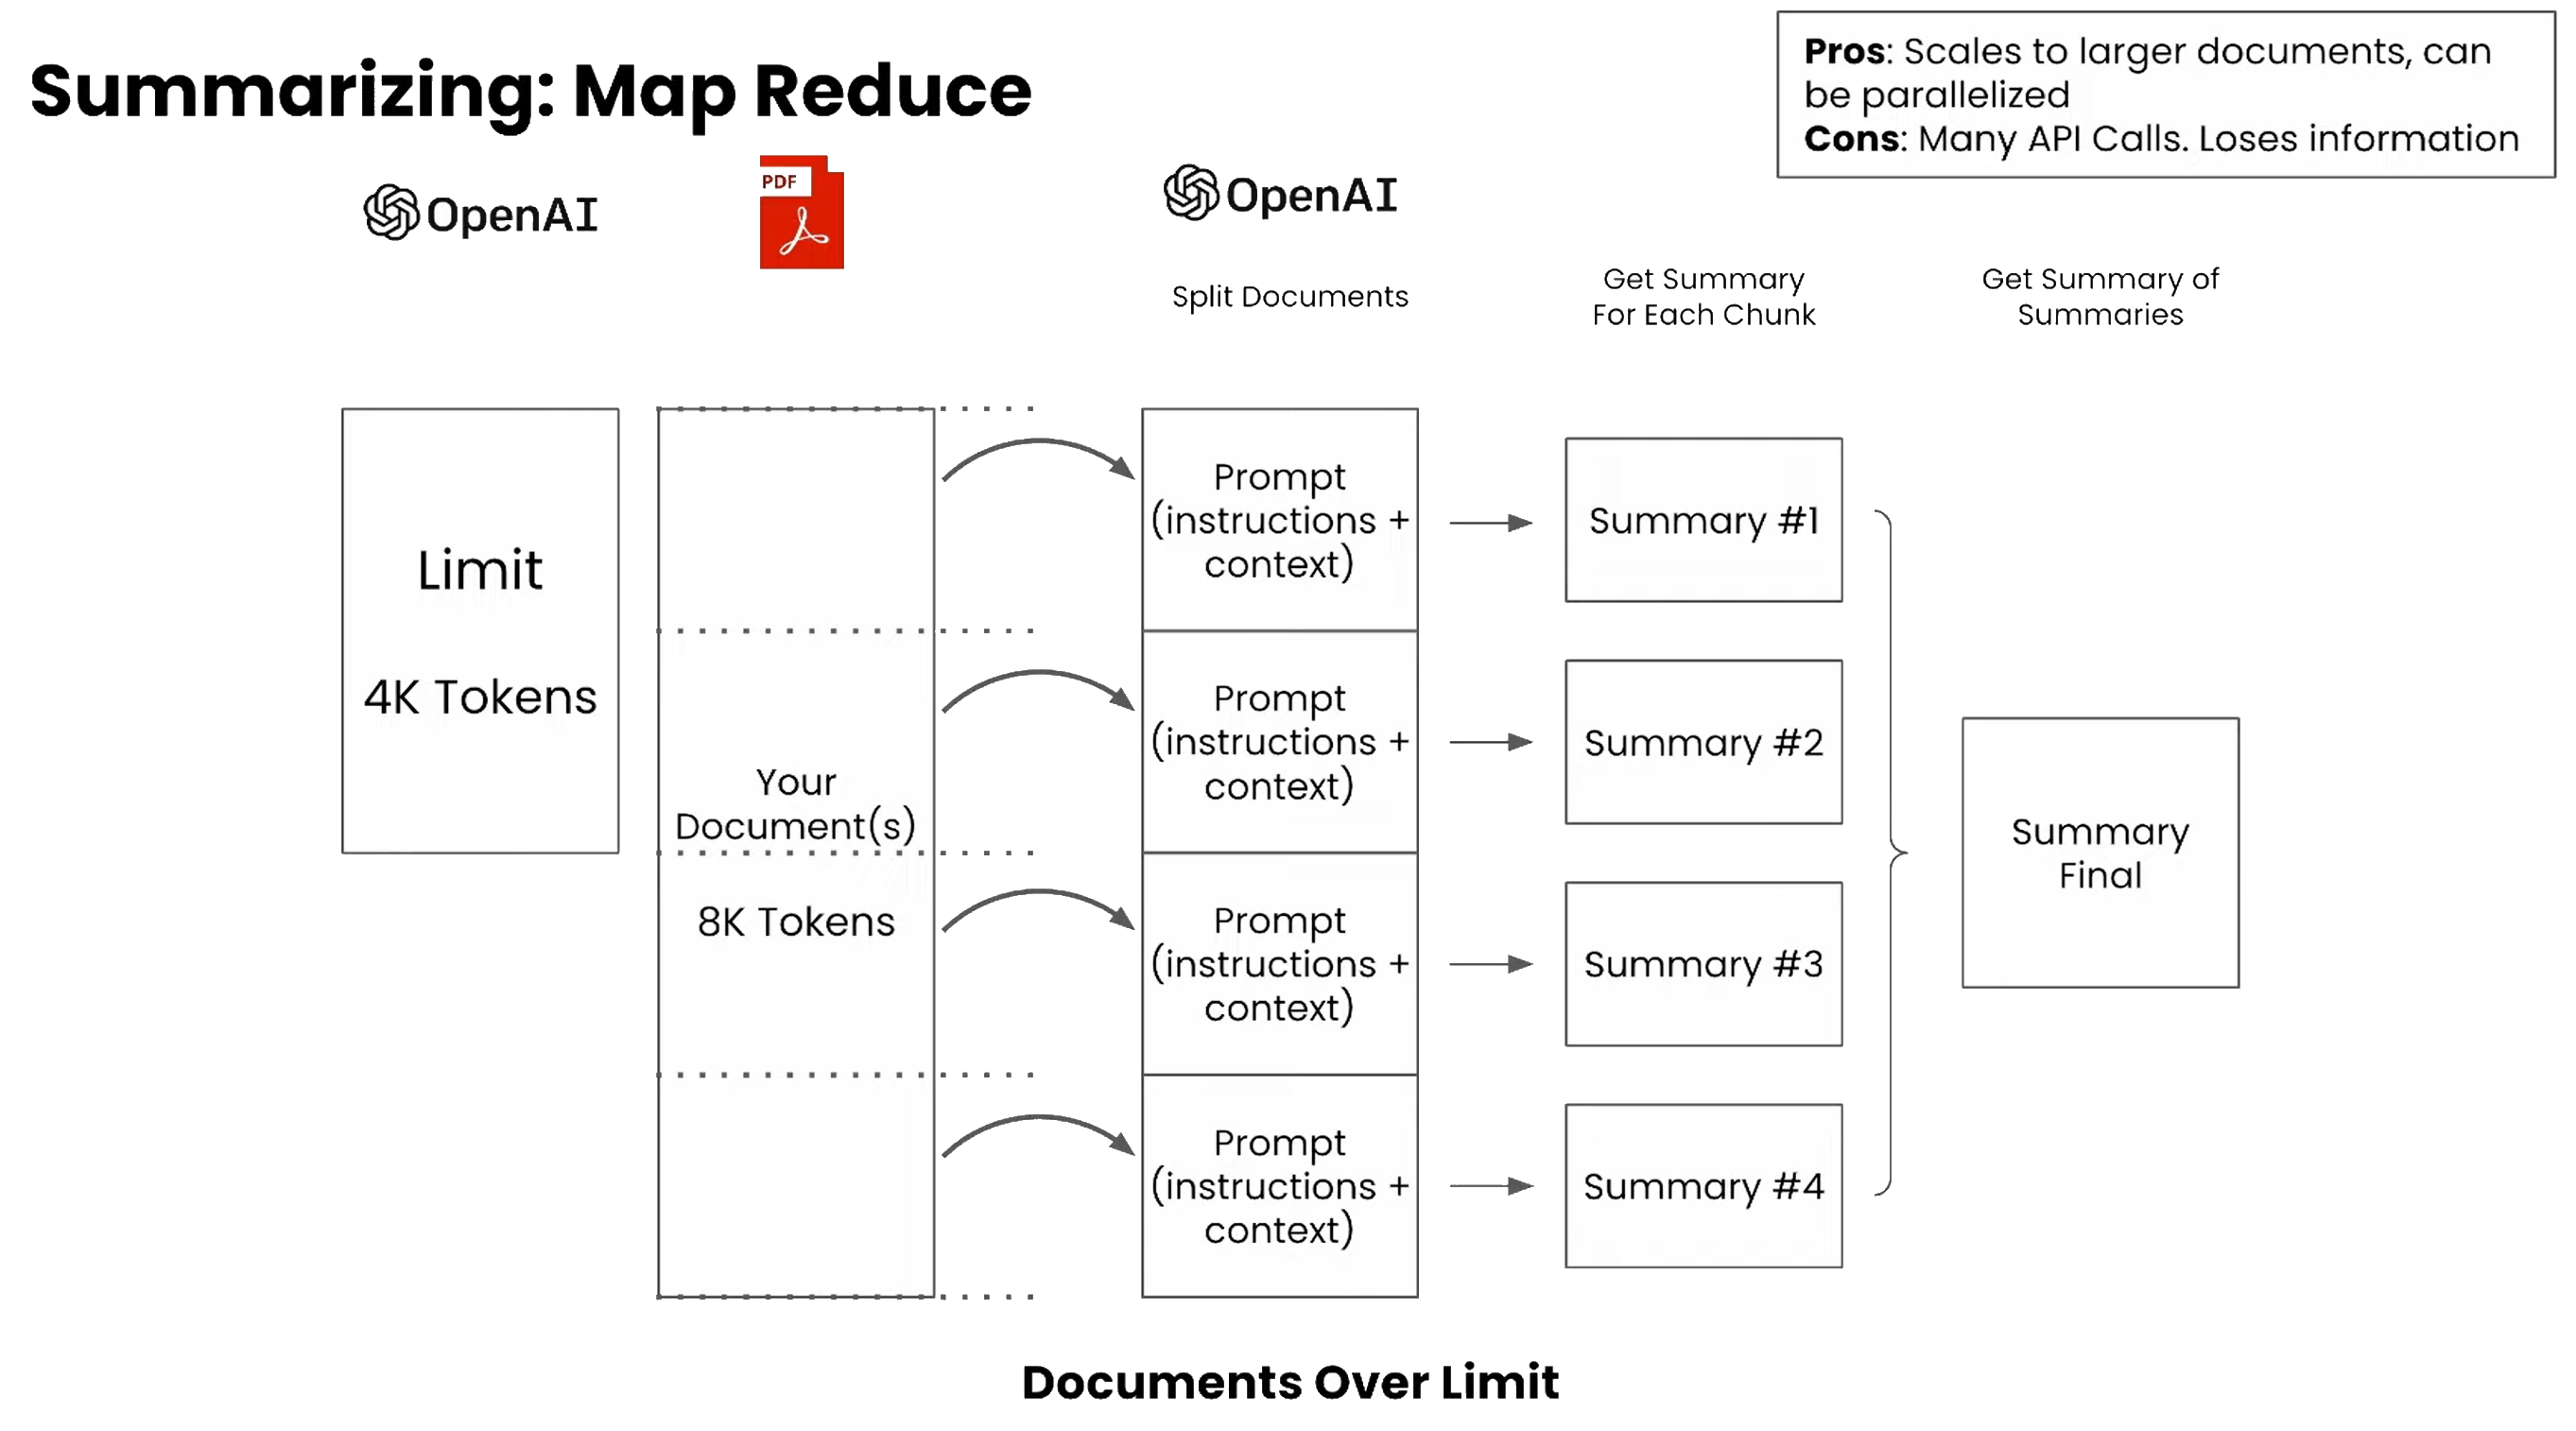 Summarizing: Map Reduce
Pros: Scales to larger documents, can
be parallelized
Cons: Many API Calls. Loses information
OpenAI
PDF
OpenAI
Split Documents
Get Summary
For Each Chunk
Get Summary of
Summaries
Limit
4K Tokens
Your
Document(s)
8K Tokens
Prompt
(instructions +
context)
Summary #1
Prompt
(instructions +
context)
Summary #2
Prompt
(instructions +
context)
Summary #3
Prompt
(instructions +
context)
Summary #4
Summary
Final
Documents Over Limit